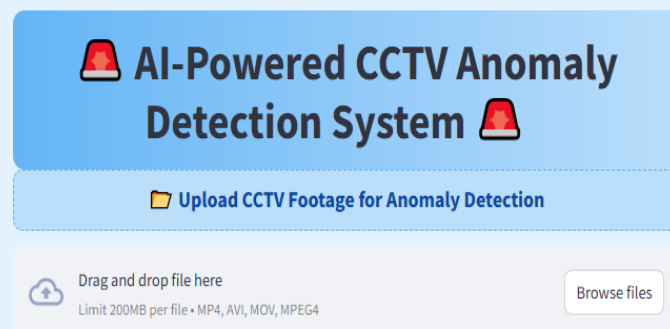 🚨 AI-Powered CCTV Anomaly
Detection System 🚨
📂 Upload CCTV Footage for Anomaly Detection
Drag and drop file here
Limit 200MB per file • MP4, AVI, MOV, MPEG4
Browse files